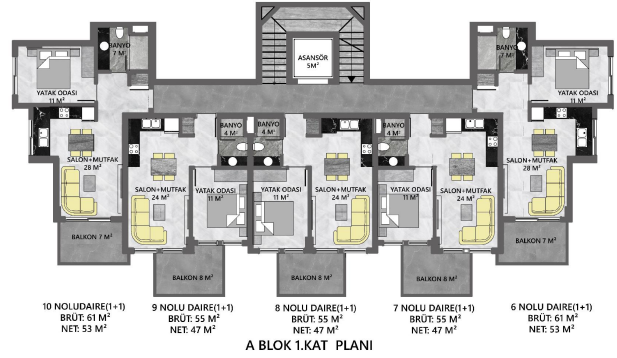 BANYO
7 M²
ASANSÖR
5M²
BANYO
7 M²
YATAK ODASI
11 M²
YATAK ODASI
11 M²
BANYO
4 M²
BANYO
4 M²
BANYO
4 M²
SALON+MUTFAK
28 M²
SALON+MUTFAK
24 M²
YATAK ODASI
11 M²
YATAK ODASI
11 M²
SALON+MUTFAK
24 M²
YATAK ODASI
11 M²
SALON+MUTFAK
24 M²
SALON+MUTFAK
28 M²
BALKON 7 M²
BALKON 8 M²
BALKON 8 M²
BALKON 8 M²
BALKON 7 M²
10 NOLUDAIRE(1+1)
BRÜT: 61 M²
NET: 53 M²
9 NOLU DAIRE(1+1)
BRÜT: 55 M²
NET: 47 M²
8 NOLU DAIRE(1+1)
BRÜT: 55 M²
NET: 47 M²
7 NOLU DAIRE(1+1)
BRÜT: 55 M²
NET: 47 M²
6 NOLU DAIRE(1+1)
BRÜT: 61 M²
NET: 53 M²
A BLOK 1.KAT PLANI